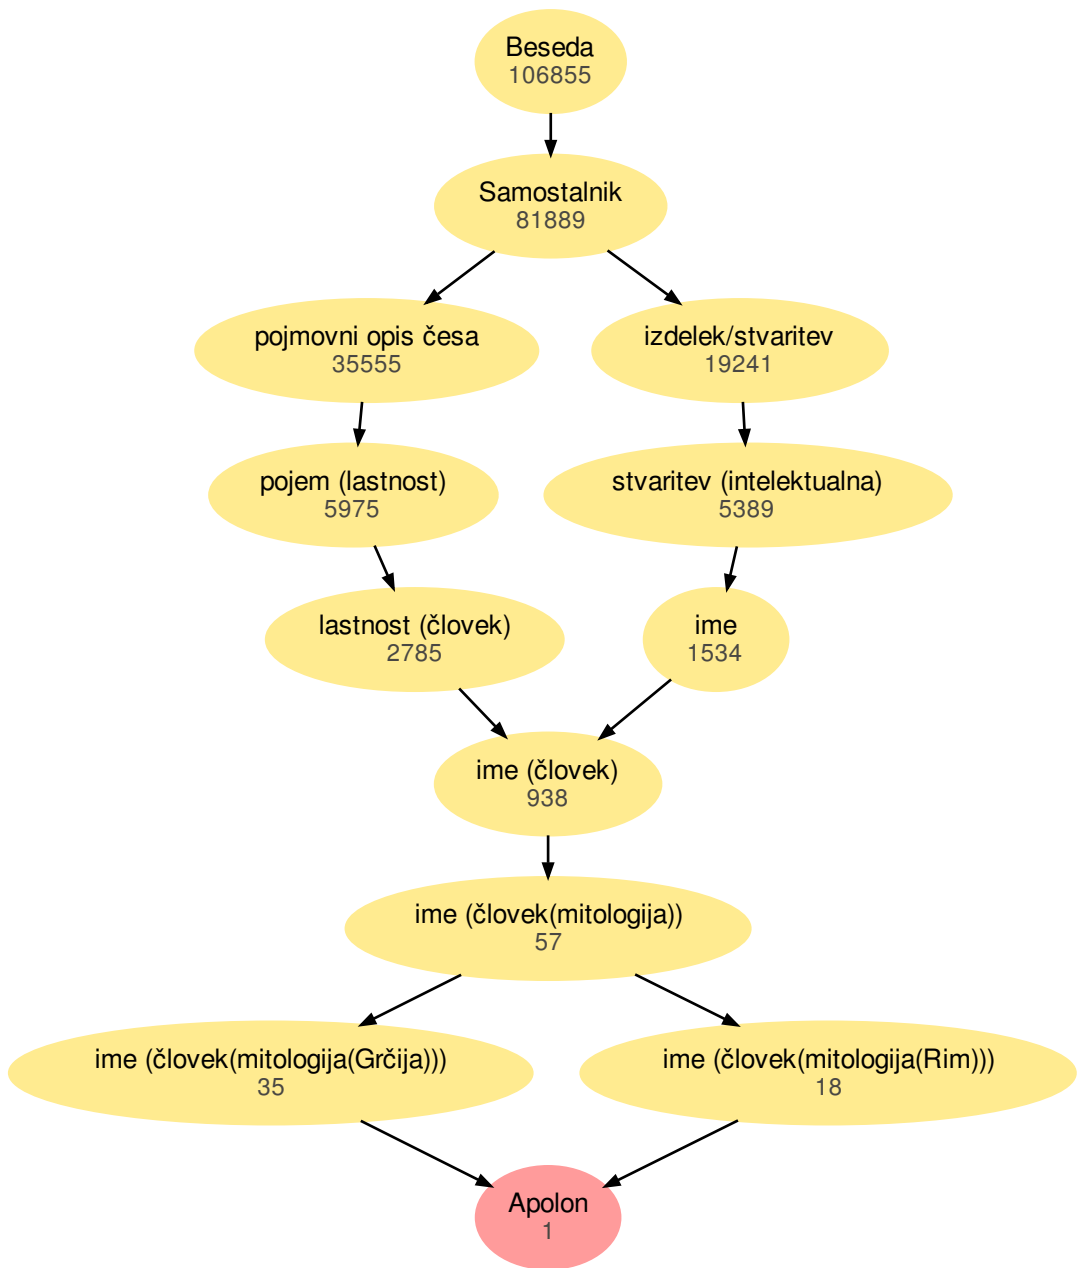 Beseda
106855
Samostalnik
81889
pojmovni opis česa
35555
izdelek/stvaritev
19241
pojem (lastnost)
5975
stvaritev (intelektualna)
5389
lastnost (človek)
2785
ime
1534
ime (človek)
938
ime (človek(mitologija))
57
ime (človek(mitologija(Grčija)))
35
ime (človek(mitologija(Rim)))
18
Apolon
1